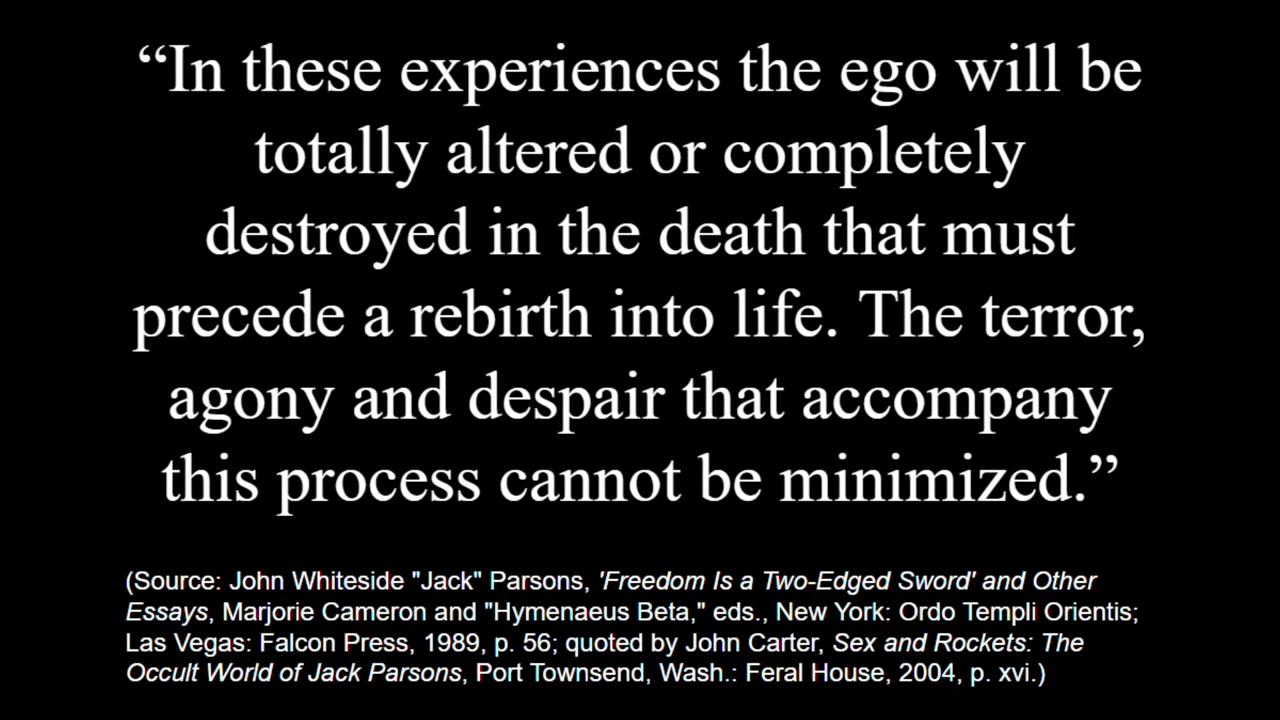 “In these experiences the ego will be
totally altered or completely
destroyed in the death that must
precede a rebirth into life. The terror,
agony and despair that accompany
this process cannot be minimized.”
(Source: John Whiteside "Jack" Parsons, 'Freedom Is a Two-Edged Sword' and Other
Essays, Marjorie Cameron and "Hymenaeus Beta," eds., New York: Ordo Templi Orientis;
Las Vegas: Falcon Press, 1989, p. 56; quoted by John Carter, Sex and Rockets: The
Occult World of Jack Parsons, Port Townsend, Wash.: Feral House, 2004, p. xvi.)